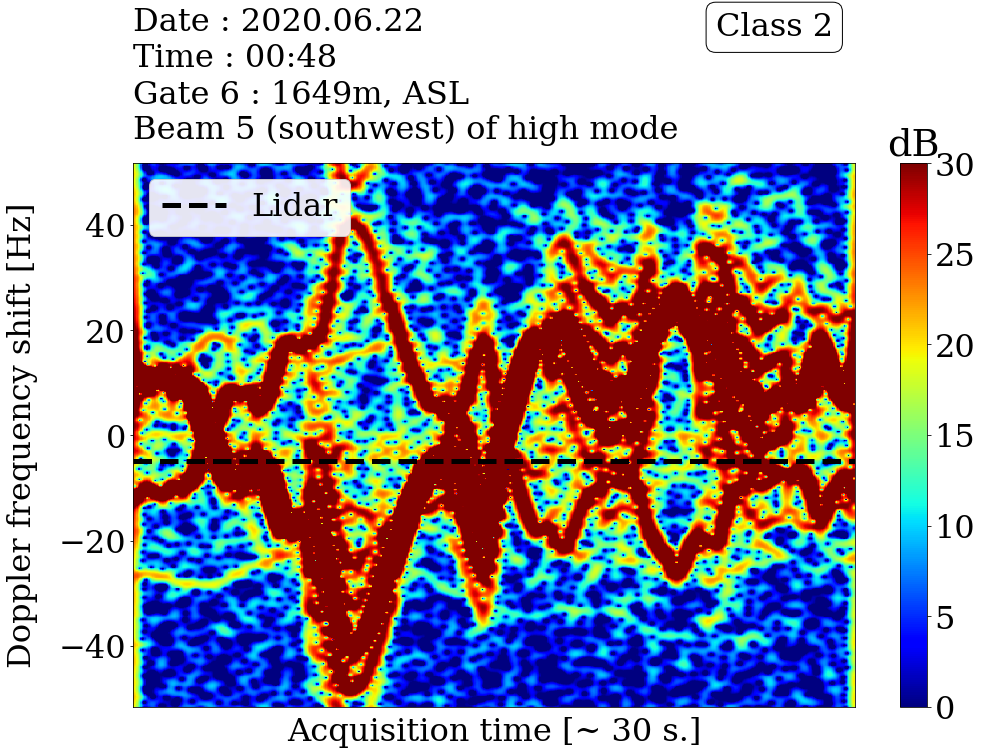 Date : 2020.06.22
Class 2
Time : 00:48
Gate 6 : 1649m, ASL
Beam 5 (southwest) of high mode
dB
Lidar
Doppler frequency shift [Hz]
40
20
0
−20
−40
30
25
20
15
10
5
0
Acquisition time [~ 30 s.]